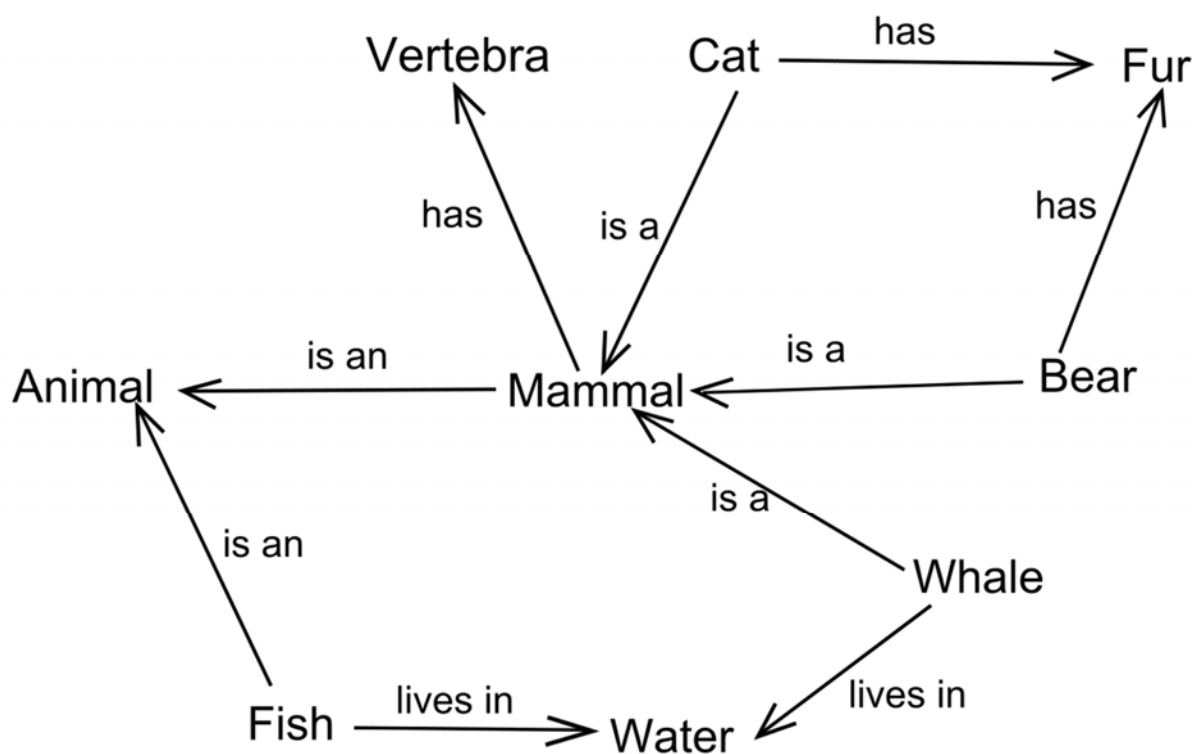 Vertebra
Cat
has
Fur
has
is a
has
Animal
is an
Mammal
is a
Bear
is an
is a
Whale
Fish
lives in
Water
lives in